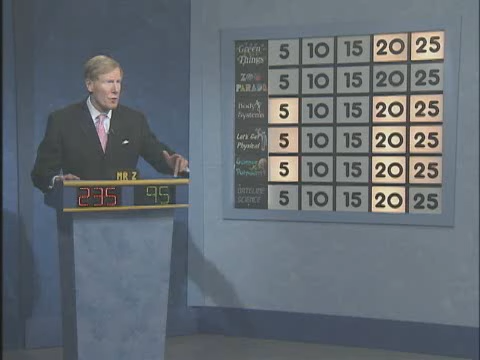 Green Things 5 10 15 20 25
ZOO PARADE 5 10 15 20 25
Body Systems 5 10 15 20 25
Let's Get Physical 5 10 15 20 25
5 10 15 20 25
DATELINE SCIENCE 5 10 15 20 25
MR. Z
235 95